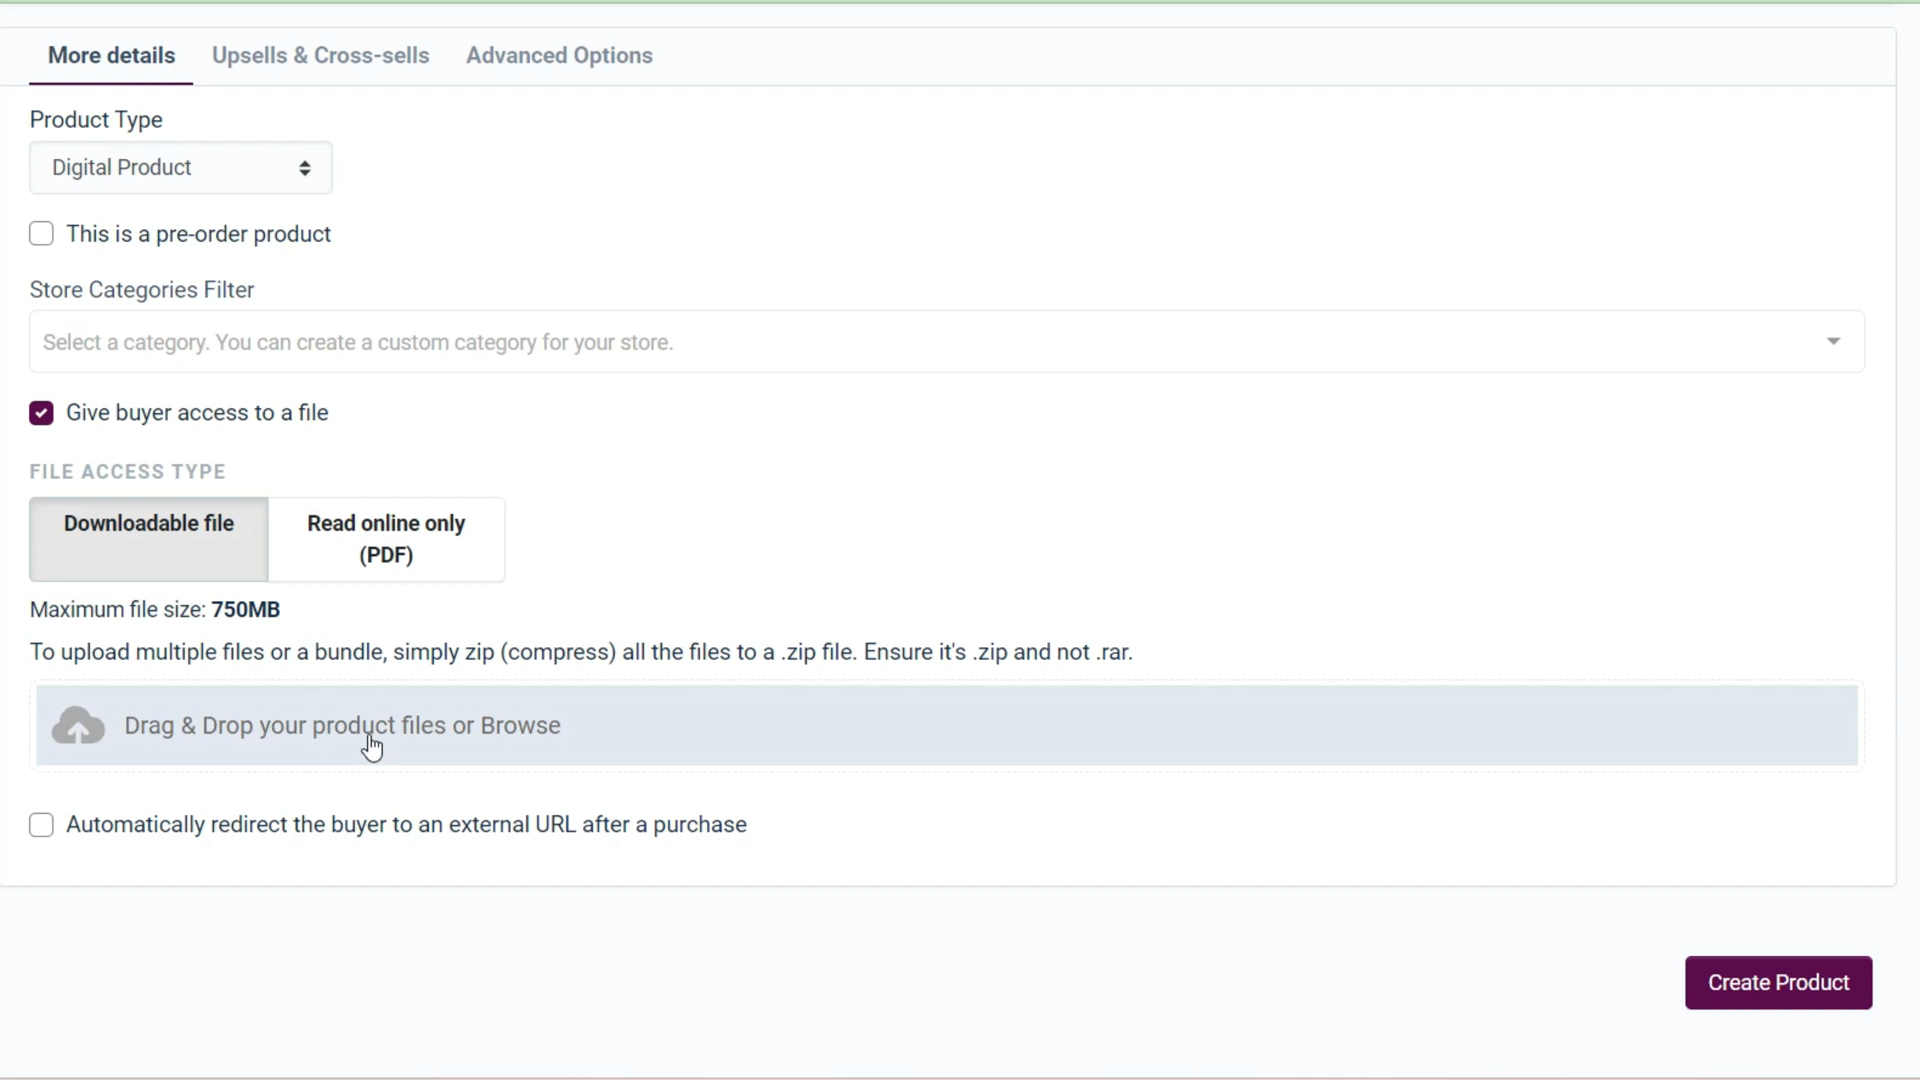 More details Upsells & Cross-sells Advanced Options
Product Type
Digital Product
This is a pre-order product
Store Categories Filter
Select a category. You can create a custom category for your store.
Give buyer access to a file
FILE ACCESS TYPE
Downloadable file
Read online only
(PDF)
Maximum file size: 750MB
To upload multiple files or a bundle, simply zip (compress) all the files to a .zip file. Ensure it's .zip and not .rar.
Drag & Drop your product files or Browse
Automatically redirect the buyer to an external URL after a purchase
Create Product